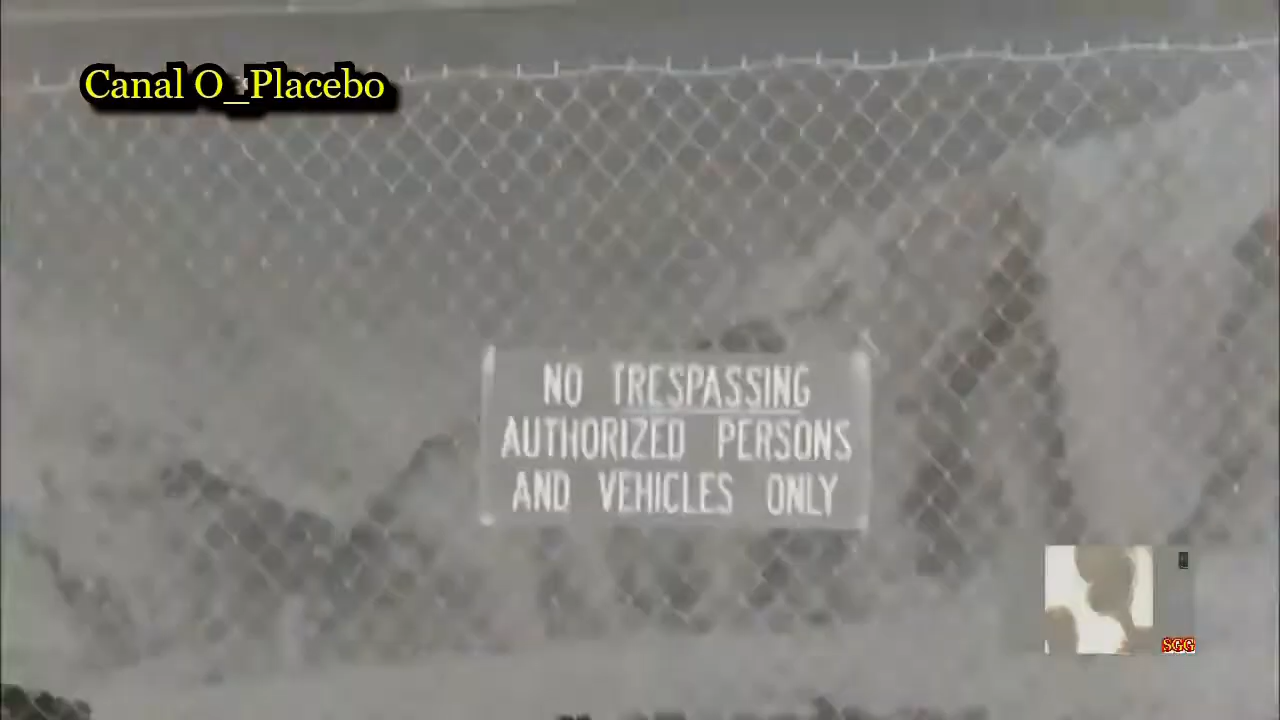 Canal O_Placebo
NO TRESPASSING
AUTHORIZED PERSONS
AND VEHICLES ONLY
SGG